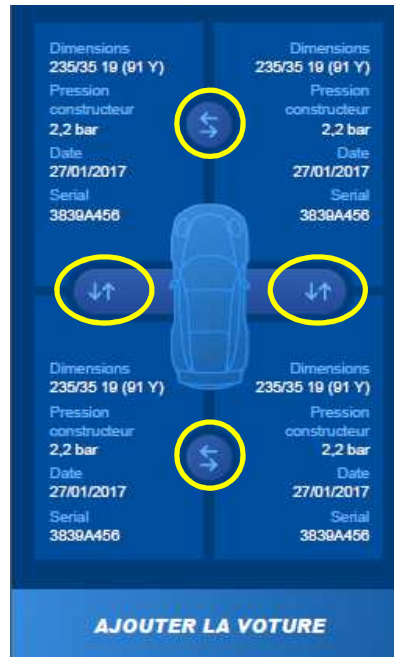 Dimensions
235/35 19 (91 Y)
Pression
constructeur
2,2 bar
Date
27/01/2017
Serial
3839A456
Dimensions
235/35 19 (91 Y)
Pression
constructeur
2,2 bar
Date
27/01/2017
Serial
3839A456
Dimensions
235/35 19 (91 Y)
Pression
constructeur
2,2 bar
Date
27/01/2017
Serial
3839A456
Dimensions
235/35 19 (91 Y)
Pression
constructeur
2,2 bar
Date
27/01/2017
Serial
3839A456
AJOUTER LA VOTURE